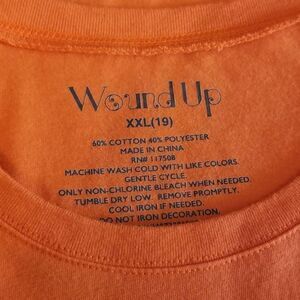 Wound Up
XXL(19)
60% COTTON 40% POLYESTER
MADE IN CHINA
RN# 117508
MACHINE WASH COLD WITH LIKE COLORS.
GENTLE CYCLE.
ONLY NON-CHLORINE BLEACH WHEN NEEDED.
TUMBLE DRY LOW. REMOVE PROMPTLY.
COOL IRON IF NEEDED.
DO NOT IRON DECORATION.